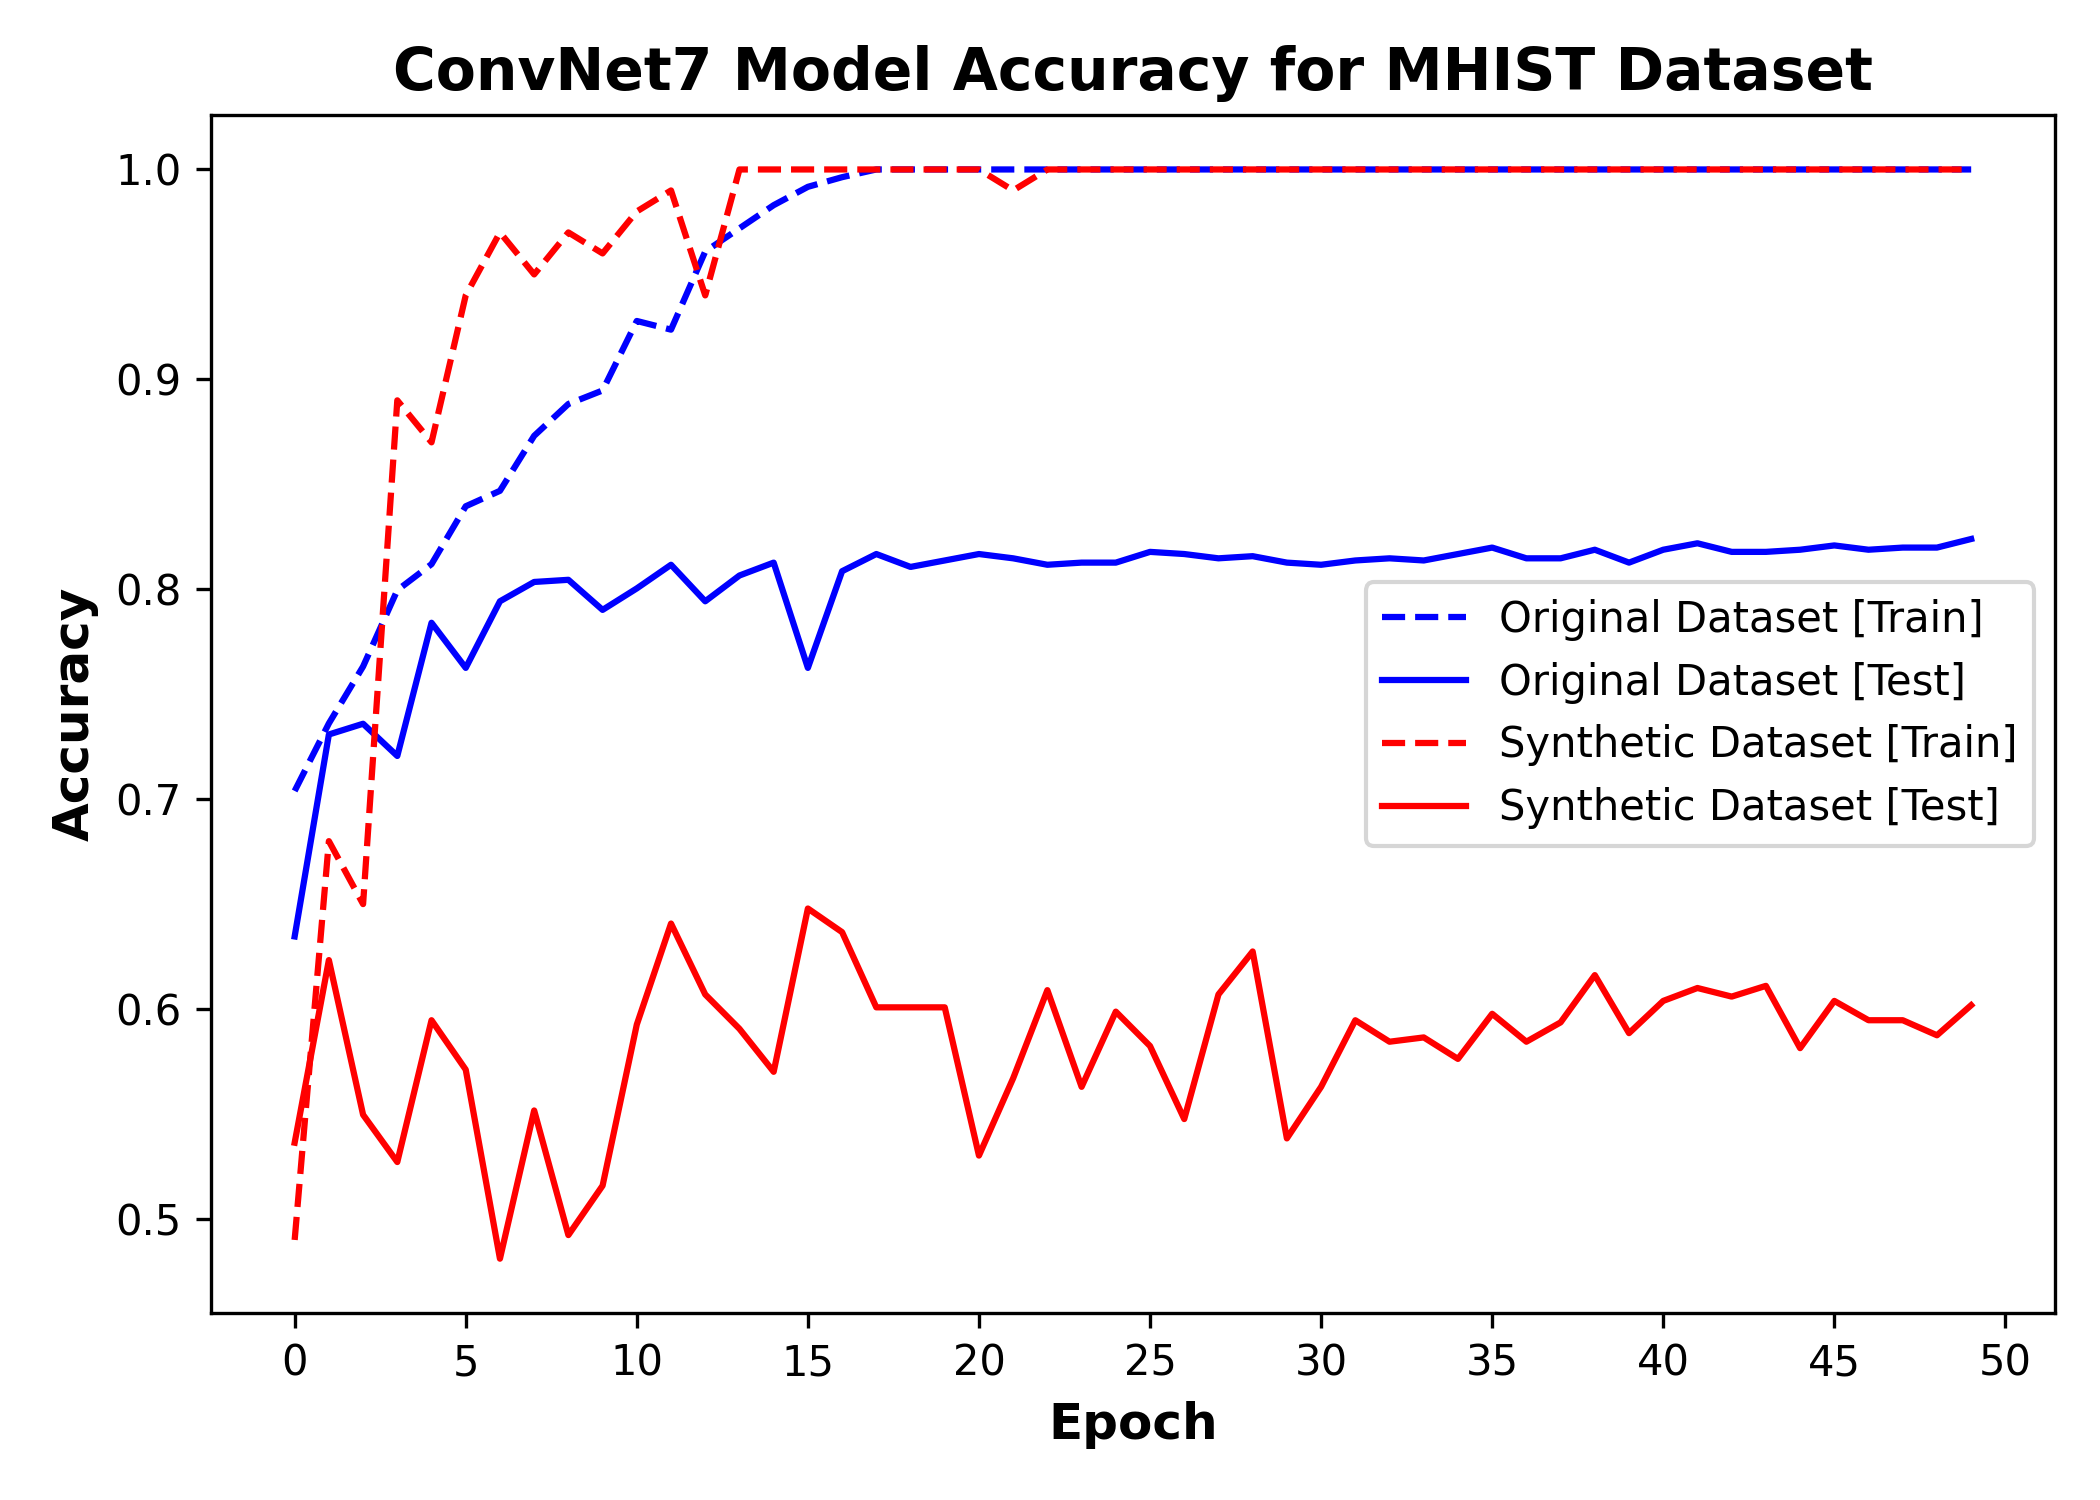 ConvNet7 Model Accuracy for MHIST Dataset
1.0
0.9
0.8
0.7
0.6
0.5
Accuracy
Original Dataset [Train]
Original Dataset [Test]
Synthetic Dataset [Train]
Synthetic Dataset [Test]
0 5 10 15 20 25 30 35 40 45 50
Epoch